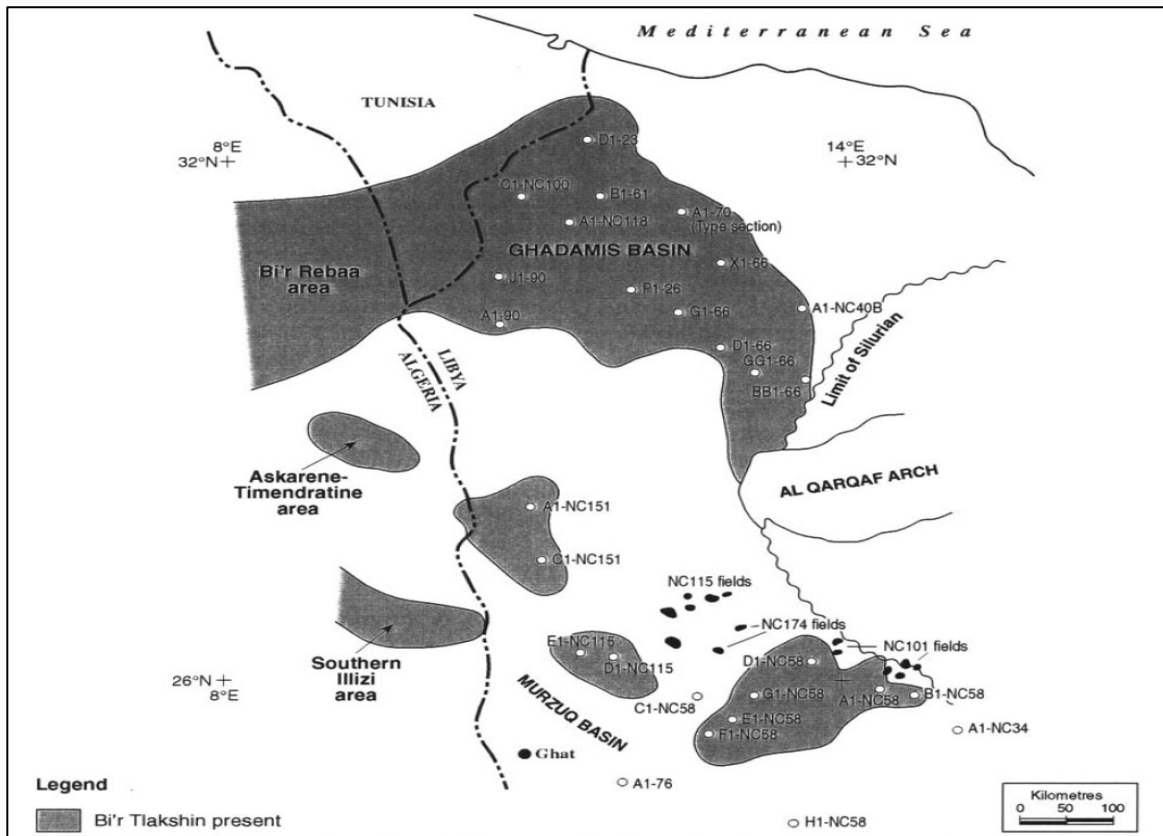 Mediterranean Sea
TUNISIA
8°E
32°N
14°E
32°N
D1-23
C1-NC100
B1-61
A1-70
(Type section)
A1-NC118
GHADAMIS BASIN
X1-66
Bi'r Rebaa
area
J1-90
P1-26
A1-NC40B
G1-66
A1-90
D1-66
GG1-66
BB1-66
LIBYA
ALGERIA
Limit of Silurian
Askarene-
Timendratine
area
AL QARQAF ARCH
A1-NC151
C1-NC151
NC115 fields
NC174 fields
NC101 fields
E1-NC115
D1-NC115
D1-NC58
Southern
Illizi
area
26°N
8°E
MURZUQ BASIN
C1-NC58
G1-NC58
A1-NC58
B1-NC58
E1-NC58
F1-NC58
A1-NC34
Ghat
A1-76
H1-NC58
Legend
Bi'r Tlakshin present
Kilometres
0 50 100